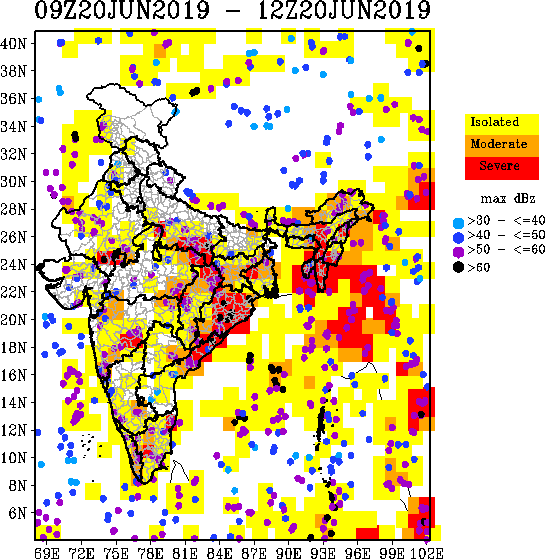 09Z20JUN2019 - 12Z20JUN2019
40N
38N
36N
34N
32N
30N
28N
26N
24N
22N
20N
18N
16N
14N
12N
10N
8N
6N
69E 72E 75E 78E 81E 84E 87E 90E 93E 96E 99E 102E
Isolated
Moderate
Severe
max dBz
>30 - <=40
>40 - <=50
>50 - <=60
>60